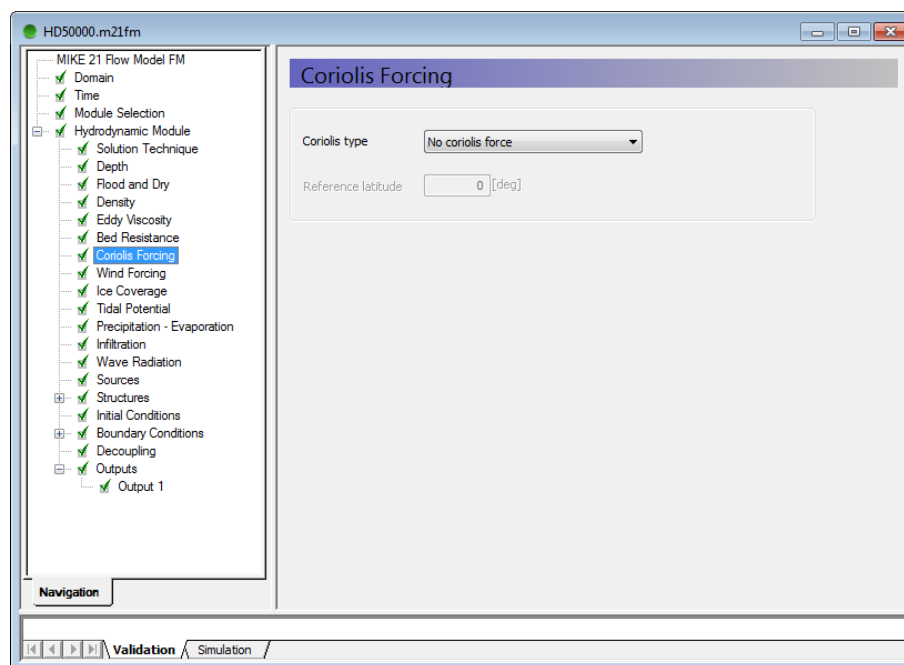 HD50000.m21fm
MIKE 21 Flow Model FM
Domain
Time
Module Selection
Hydrodynamic Module
Solution Technique
Depth
Flood and Dry
Density
Eddy Viscosity
Bed Resistance
Coriolis Forcing
Wind Forcing
Ice Coverage
Tidal Potential
Precipitation - Evaporation
Infiltration
Wave Radiation
Sources
Structures
Initial Conditions
Boundary Conditions
Decoupling
Outputs
Output 1
Navigation
Coriolis Forcing
Coriolis type No coriolis force
Reference latitude 0 [deg]
Validation Simulation